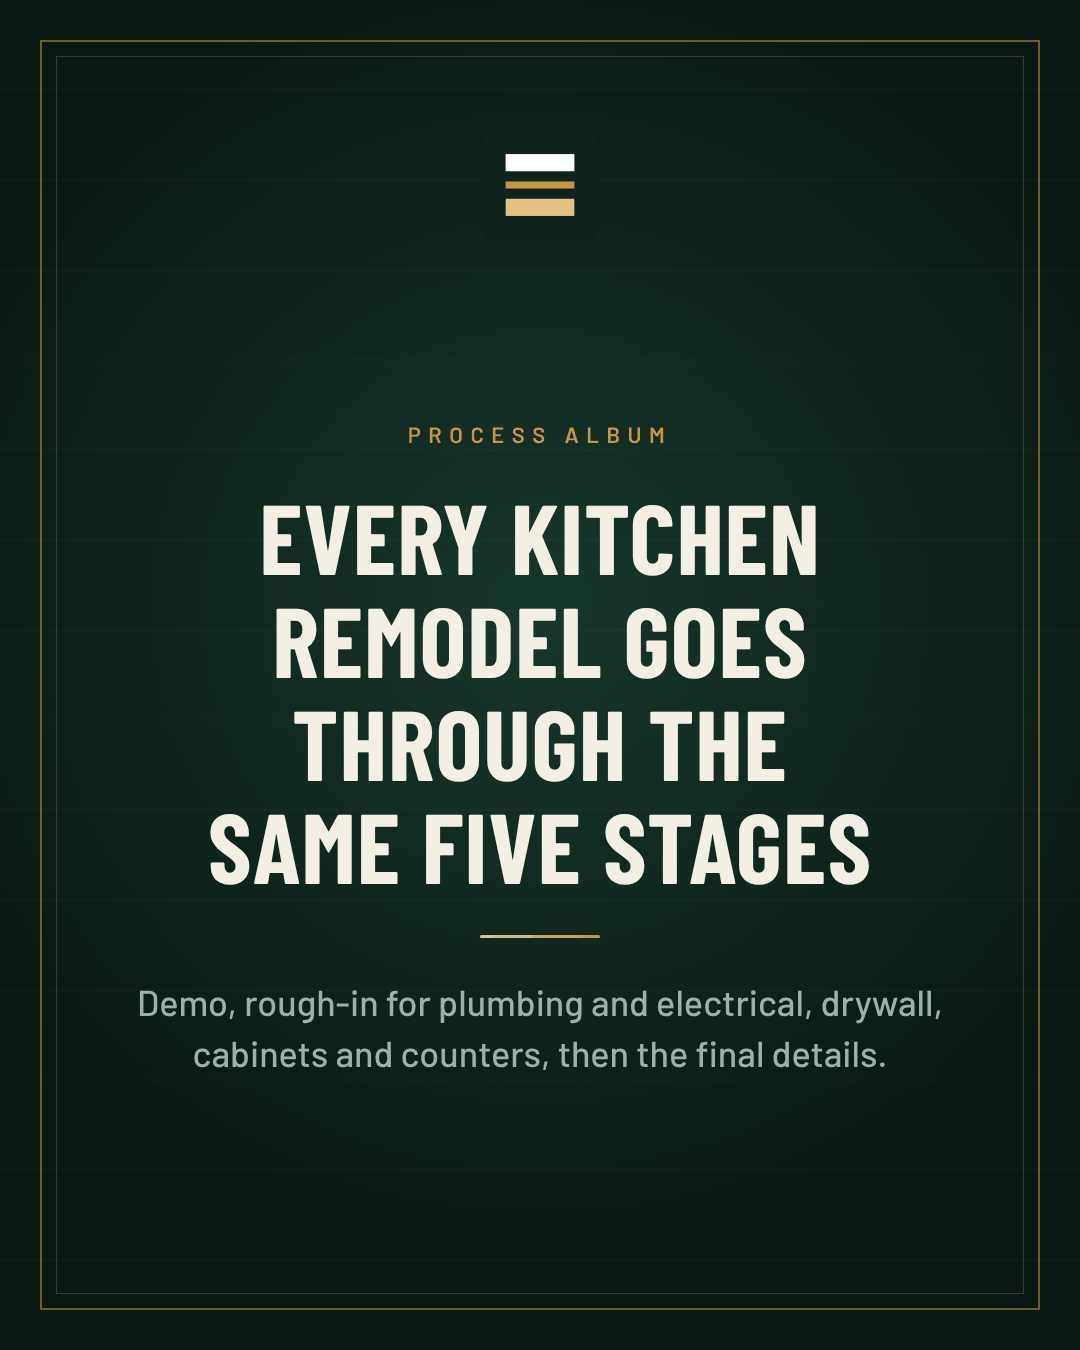 PROCESS ALBUM
EVERY KITCHEN
REMODEL GOES
THROUGH THE
SAME FIVE STAGES
Demo, rough-in for plumbing and electrical, drywall,
cabinets and counters, then the final details.